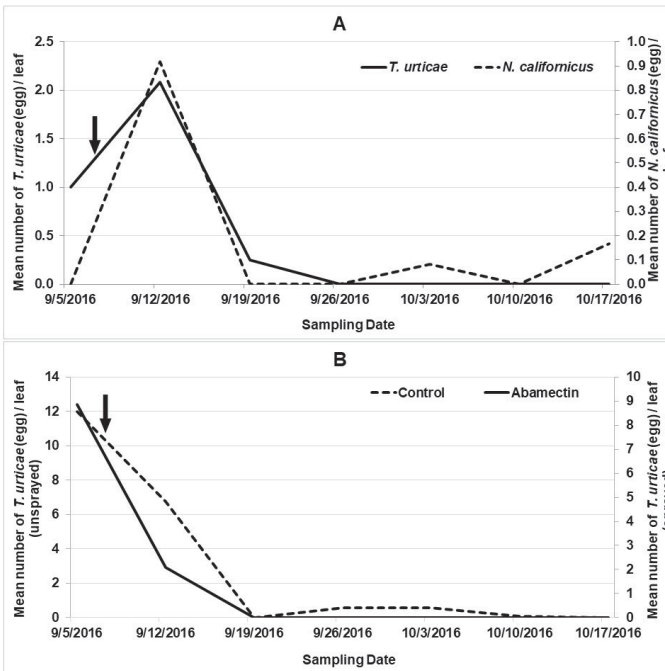 A
Mean number of T. urticae (egg) / leaf
2.5
2.0
1.5
1.0
0.5
0.0
T. urticae
N. californicus
1.0
0.9
0.8
0.7
0.6
0.5
0.4
0.3
0.2
0.1
0.0
Mean number of N. californicus (egg) /
9/5/2016 9/12/2016 9/19/2016 9/26/2016 10/3/2016 10/10/2016 10/17/2016
Sampling Date
B
Mean number of T. urticae (egg) / leaf
(unsprayed)
14
12
10
8
6
4
2
0
Control
Abamectin
10
9
8
7
6
5
4
3
2
1
0
Mean number of T. urticae (egg) / leaf
9/5/2016 9/12/2016 9/19/2016 9/26/2016 10/3/2016 10/10/2016 10/17/2016
Sampling Date